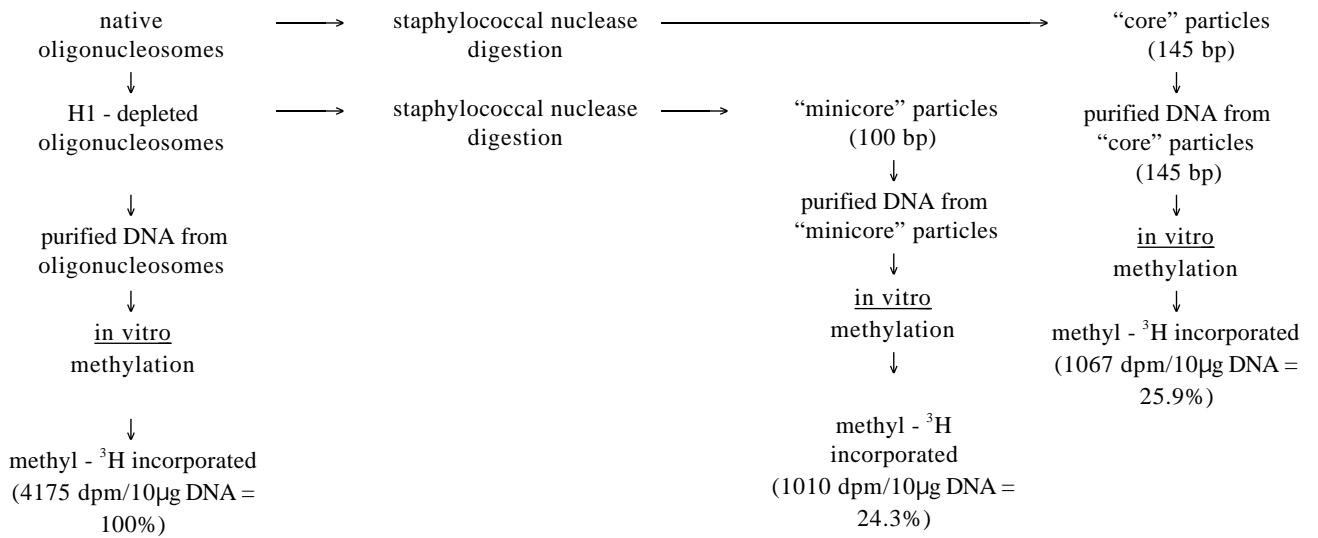 native
oligonucleosomes
staphylococcal nuclease
digestion
“core” particles
(145 bp)
H1 - depleted
oligonucleosomes
staphylococcal nuclease
digestion
“minicore” particles
(100 bp)
purified DNA from
“core” particles
(145 bp)
purified DNA from
oligonucleosomes
purified DNA from
“minicore” particles
in vitro
methylation
in vitro
methylation
in vitro
methylation
methyl - ³H incorporated
(1067 dpm/10µg DNA =
25.9%)
methyl - ³H incorporated
(4175 dpm/10µg DNA =
100%)
methyl - ³H
incorporated
(1010 dpm/10µg DNA =
24.3%)